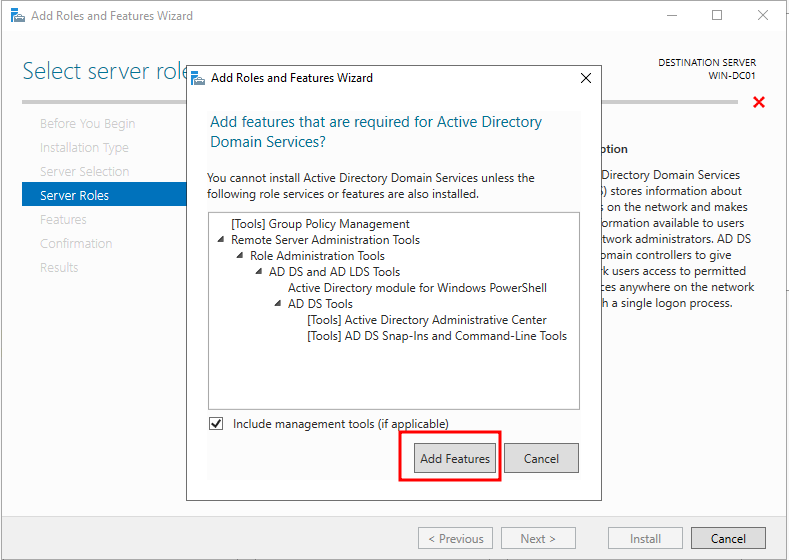 Add Roles and Features Wizard
Select server role
DESTINATION SERVER
WIN-DC01
Before You Begin
Installation Type
Server Selection
Server Roles
Features
Confirmation
Results
Add Roles and Features Wizard
Add features that are required for Active Directory
Domain Services?
You cannot install Active Directory Domain Services unless the
following role services or features are also installed.
[Tools] Group Policy Management
Remote Server Administration Tools
Role Administration Tools
AD DS and AD LDS Tools
Active Directory module for Windows PowerShell
AD DS Tools
[Tools] Active Directory Administrative Center
[Tools] AD DS Snap-Ins and Command-Line Tools
Include management tools (if applicable)
Add Features
Cancel
ption
Directory Domain Services
) stores information about
on the network and makes
ormation available to users
twork administrators. AD DS
omain controllers to give
k users access to permitted
ces anywhere on the network
h a single logon process.
< Previous
Next >
Install
Cancel